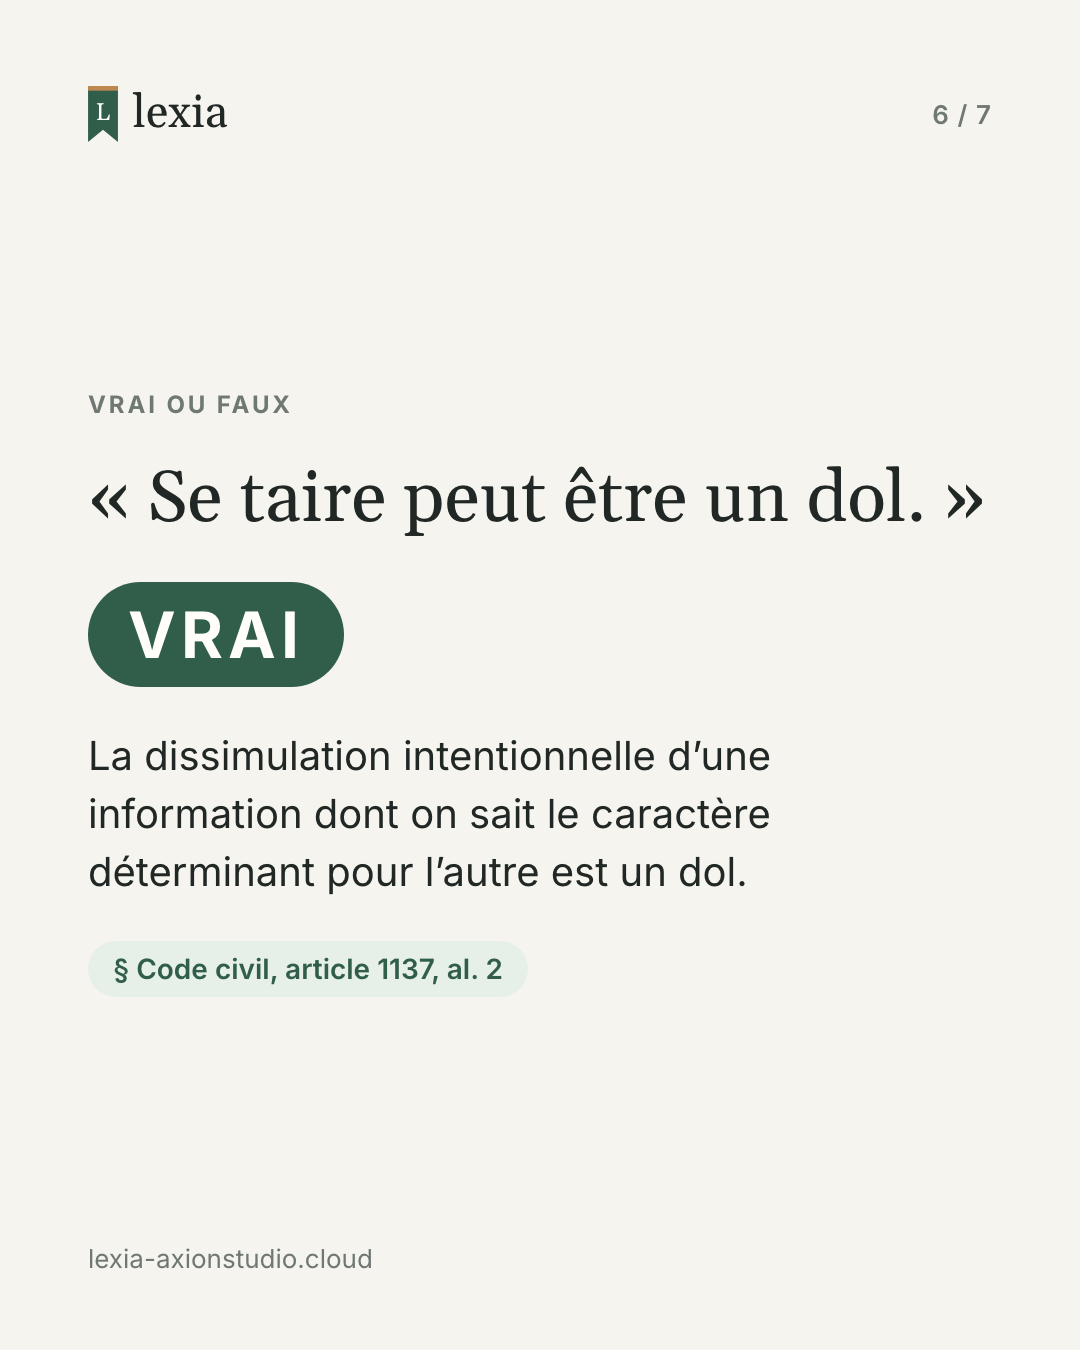 L lexia
6 / 7
VRAI OU FAUX
« Se taire peut être un dol. »
VRAI
La dissimulation intentionnelle d’une
information dont on sait le caractère
déterminant pour l’autre est un dol.
§ Code civil, article 1137, al. 2
lexia-axionstudio.cloud